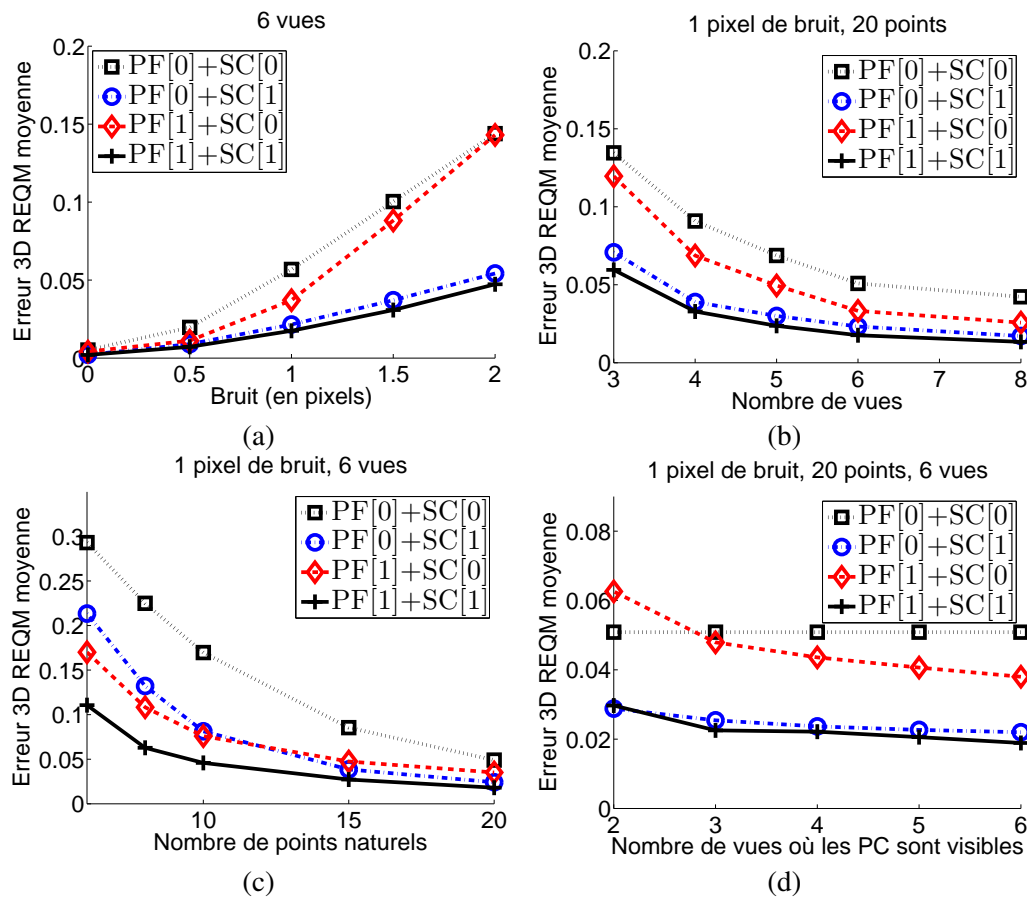 6 vues
0.2
0.15
0.1
0.05
0
Erreur 3D REQM moyenne
PF[0]+SC[0]
PF[0]+SC[1]
PF[1]+SC[0]
PF[1]+SC[1]
0 0.5 1 1.5 2
Bruit (en pixels)
(a)
1 pixel de bruit, 20 points
0.2
0.15
0.1
0.05
0
Erreur 3D REQM moyenne
PF[0]+SC[0]
PF[0]+SC[1]
PF[1]+SC[0]
PF[1]+SC[1]
3 4 5 6 7 8
Nombre de vues
(b)
1 pixel de bruit, 6 vues
0.3
0.25
0.2
0.15
0.1
0.05
0
Erreur 3D REQM moyenne
PF[0]+SC[0]
PF[0]+SC[1]
PF[1]+SC[0]
PF[1]+SC[1]
10 15 20
Nombre de points naturels
(c)
1 pixel de bruit, 20 points, 6 vues
0.08
0.06
0.04
0.02
0
Erreur 3D REQM moyenne
PF[0]+SC[0]
PF[0]+SC[1]
PF[1]+SC[0]
PF[1]+SC[1]
2 3 4 5 6
Nombre de vues où les PC sont visibles
(d)